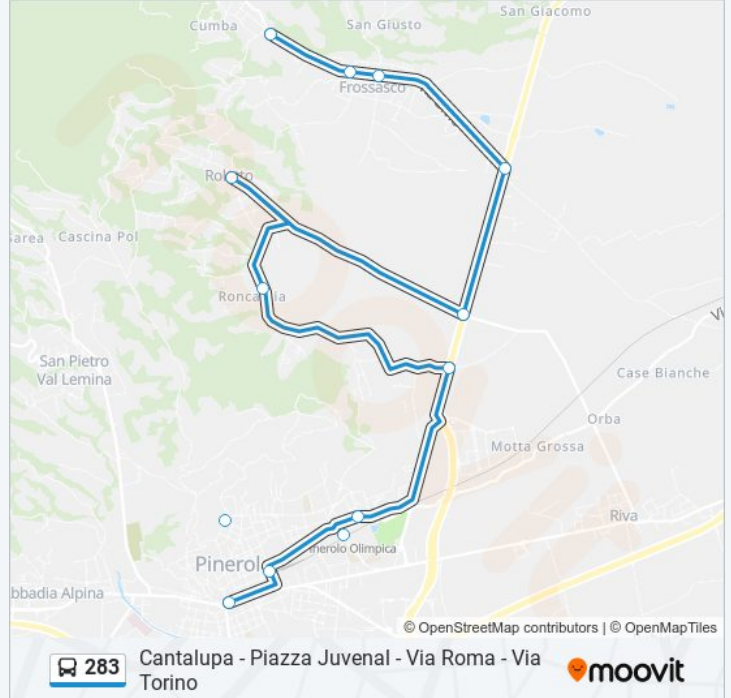 San Giacomo
Cumba
San Giusto
Frossasco
Cascina Pol
San Pietro
Val Lemina
Case Bianche
Orba
Motta Grossa
Riva
Pinerolo Olimpica
Abbadia Alpina
© OpenStreetMap contributors | © OpenMapTiles
283
Cantalupa - Piazza Juvenal - Via Roma - Via
Torino
moovit